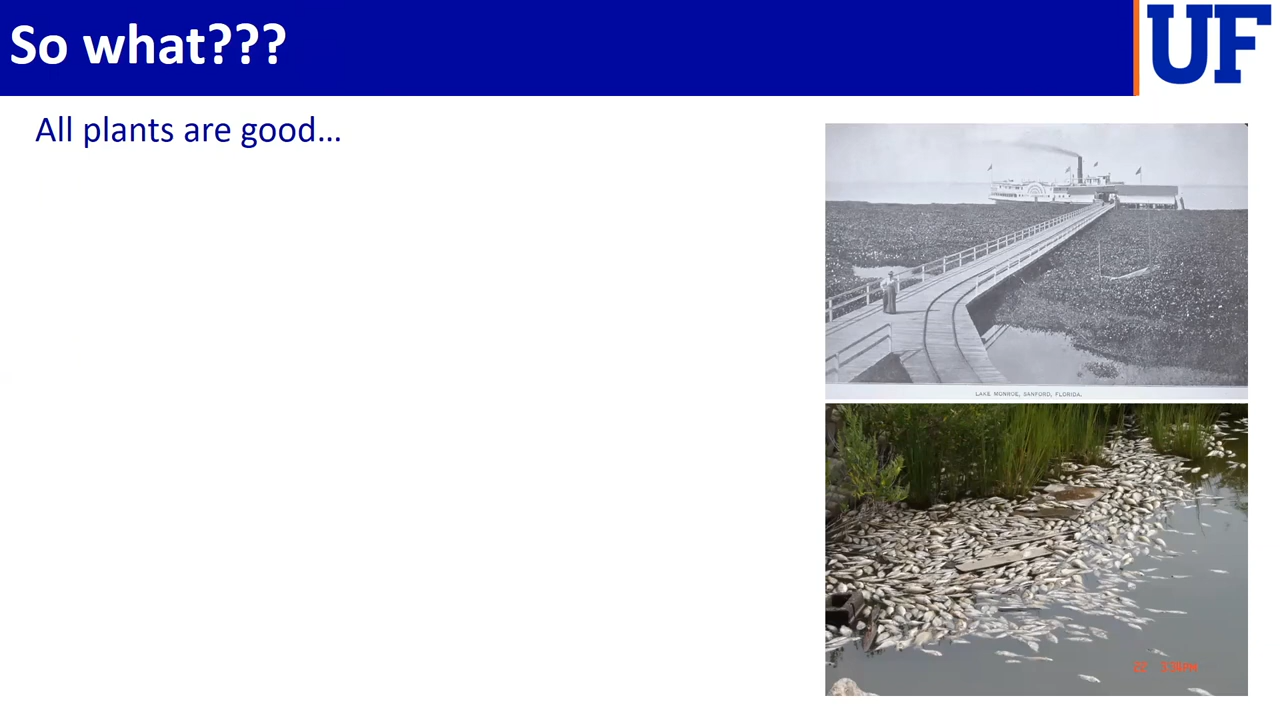 So what???
UF
All plants are good...
LAKE MONROE, SANFORD, FLORIDA.